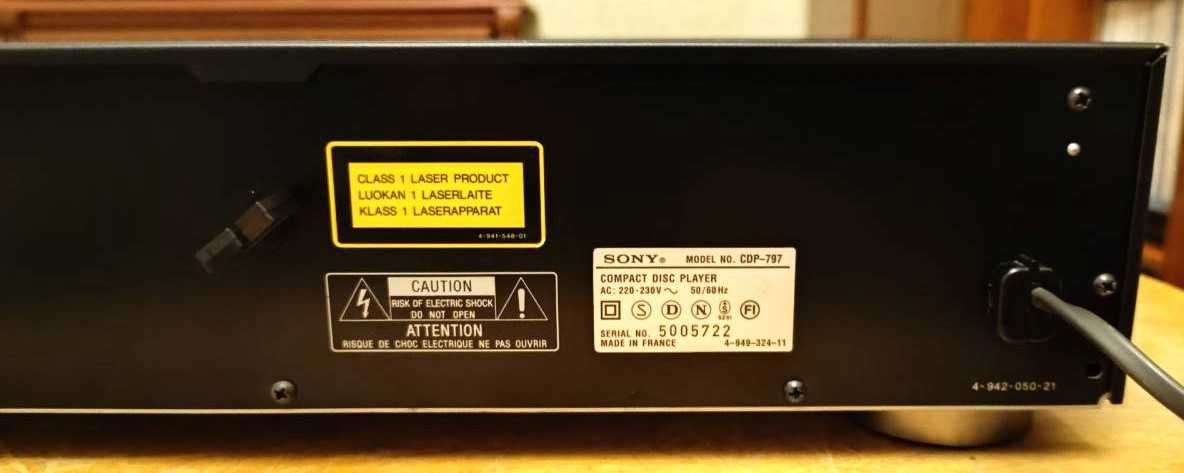 CLASS 1 LASER PRODUCT
LUOKAN 1 LASERLAITE
KLASS 1 LASERAPPARAT
4-941-548-01
CAUTION
RISK OF ELECTRIC SHOCK
DO NOT OPEN
ATTENTION
RISQUE DE CHOC ELECTRIQUE NE PAS OUVRIR
SONY® MODEL NO. CDP-797
COMPACT DISC PLAYER
AC: 220-230V~ 50/60Hz
S D N S FI
SERIAL NO. 5005722
MADE IN FRANCE 4-949-324-11
4-942-050-21